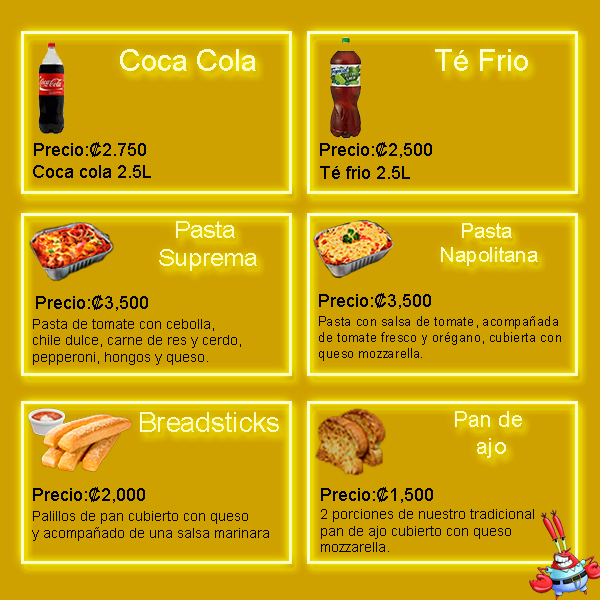 Coca Cola
Precio:₡2.750
Coca cola 2.5L
Té Frio
Precio:₡2,500
Té frio 2.5L
Pasta
Suprema
Precio:₡3,500
Pasta de tomate con cebolla,
chile dulce, carne de res y cerdo,
pepperoni, hongos y queso.
Pasta
Napolitana
Precio:₡3,500
Pasta con salsa de tomate, acompañada
de tomate fresco y orégano, cubierta con
queso mozzarella.
Breadsticks
Precio:₡2,000
Palillos de pan cubierto con queso
y acompañado de una salsa marinara
Pan de
ajo
Precio:₡1,500
2 porciones de nuestro tradicional
pan de ajo cubierto con queso
mozzarella.